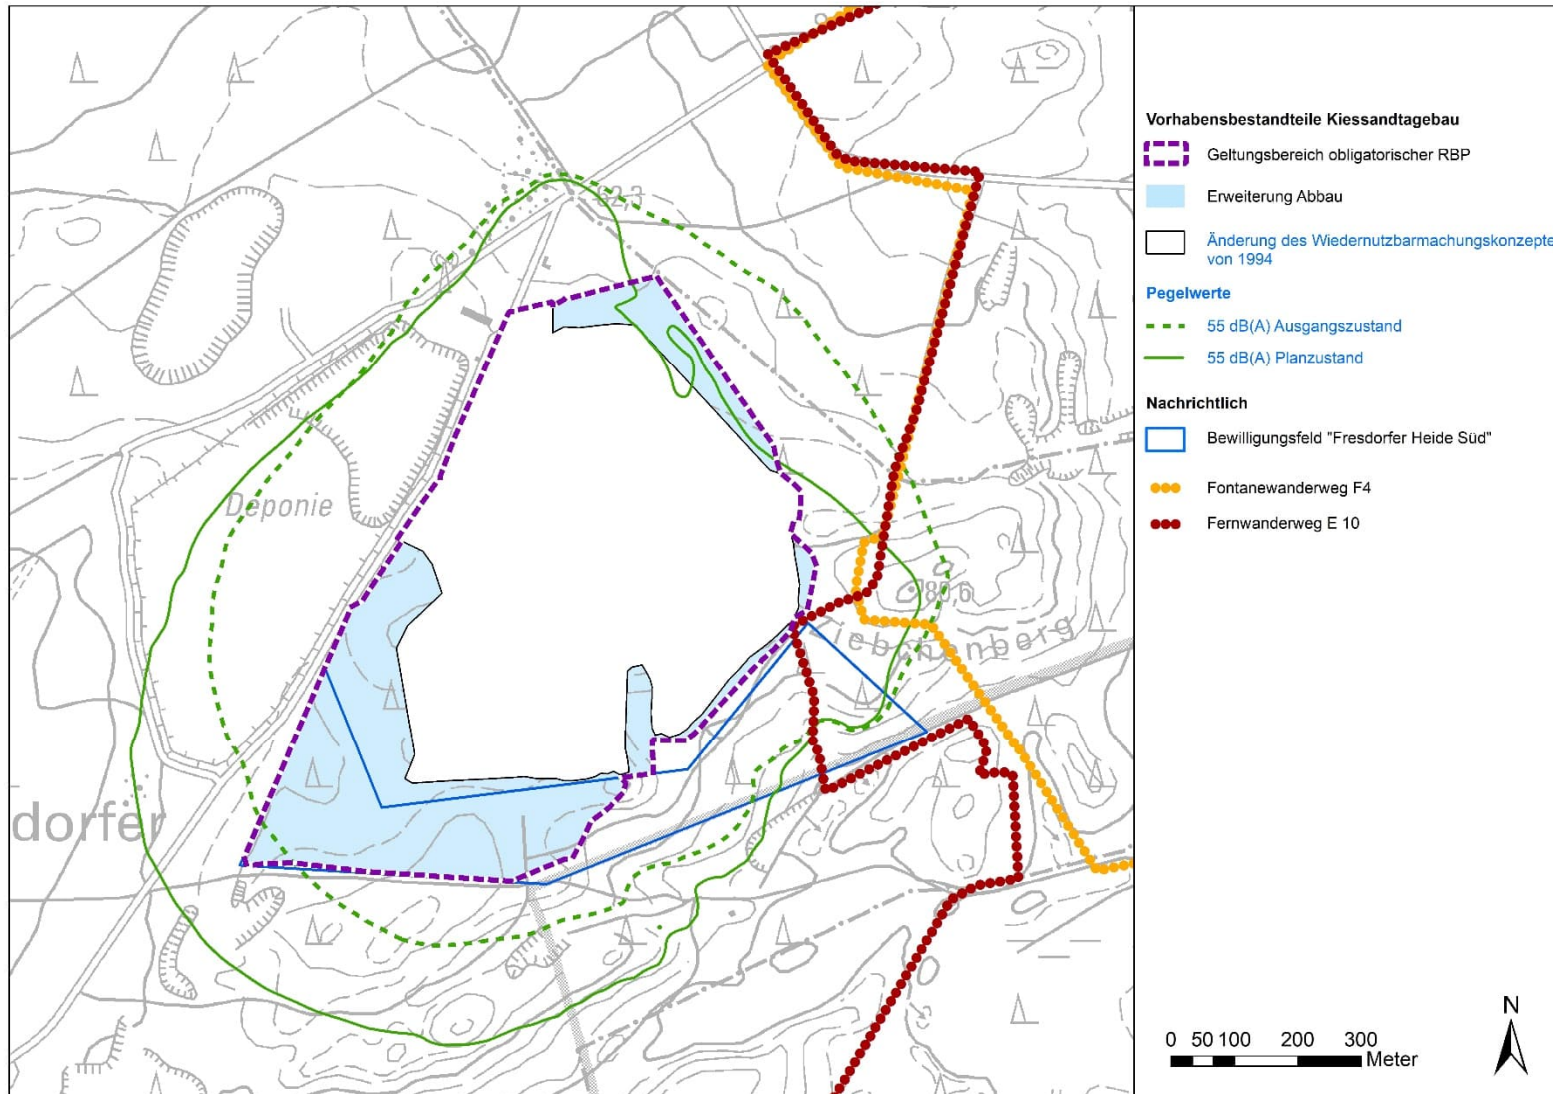 62,3
Deponie
80,6
dorfer
Vorhabensbestandteile Kiessandtagebau
Geltungsbereich obligatorischer RBP
Erweiterung Abbau
Änderung des Wiedernutzbarmachungskonzepte
von 1994
Pegelwerte
55 dB(A) Ausgangszustand
55 dB(A) Planzustand
Nachrichtlich
Bewilligungsfeld "Fresdorfer Heide Süd"
Fontanewanderweg F4
Fernwanderweg E 10
N
0 50 100 200 300
Meter